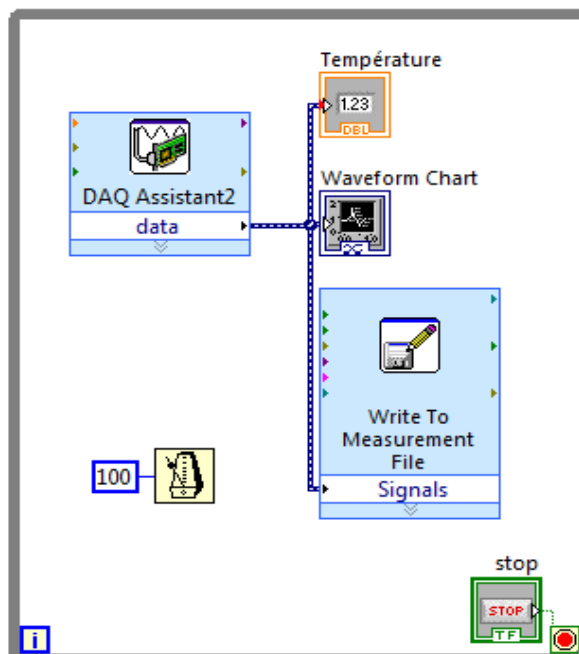 Température
1.23
DBL
DAQ Assistant2
data
Waveform Chart
Write To
Measurement
File
Signals
100
stop
STOP
TF
i